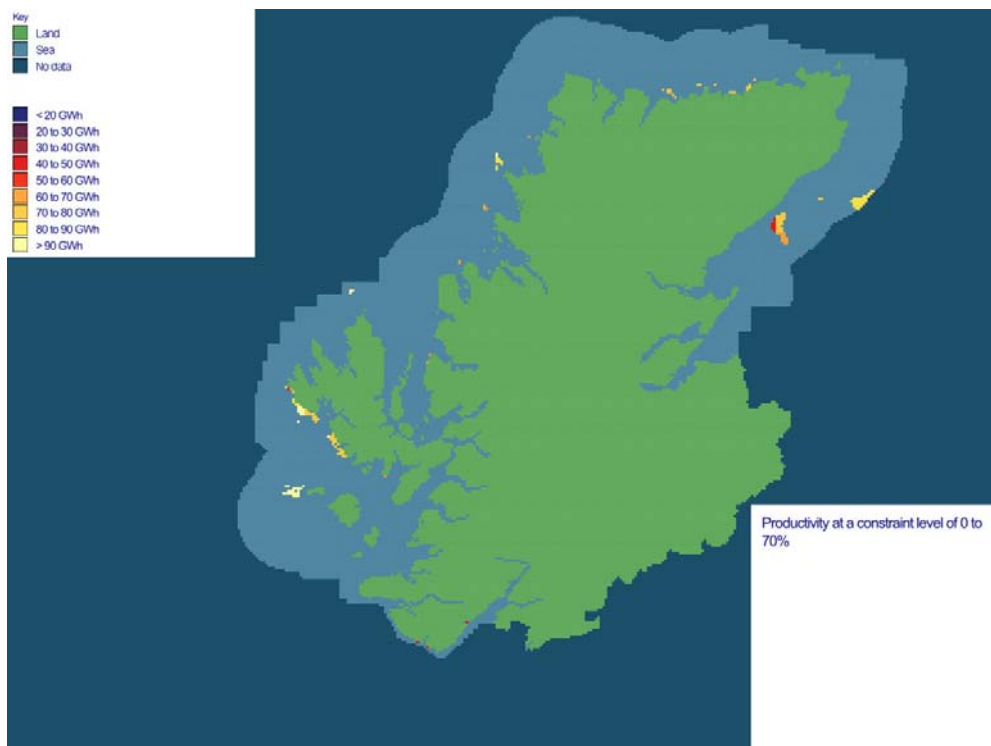 Key
Land
Sea
No data
< 20 GWh
20 to 30 GWh
30 to 40 GWh
40 to 50 GWh
50 to 60 GWh
60 to 70 GWh
70 to 80 GWh
80 to 90 GWh
> 90 GWh
Productivity at a constraint level of 0 to
70%